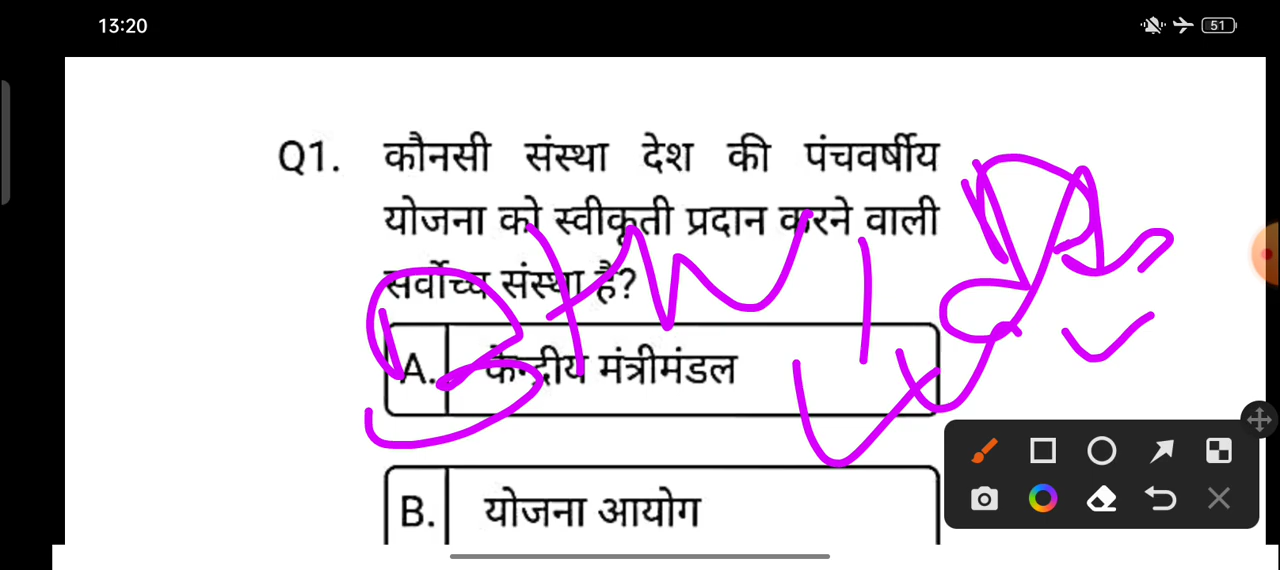 13:20
51
Q1. कौनसी संस्था देश की पंचवर्षीय
योजना को स्वीकृती प्रदान करने वाली
सर्वोच्च संस्था है?
A. केन्द्रीय मंत्रीमंडल
B. योजना आयोग